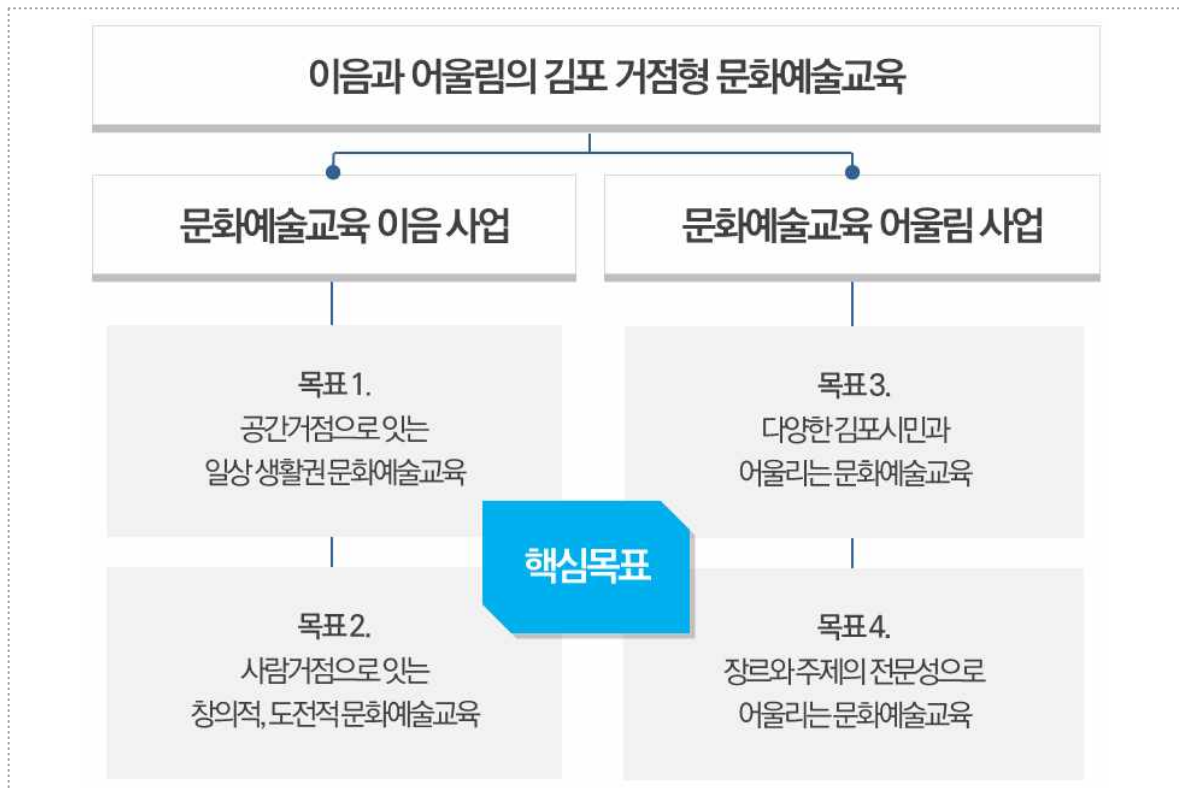 이음과 어울림의 김포 거점형 문화예술교육
문화예술교육 이음 사업
문화예술교육 어울림 사업
목표 1.
공간거점으로 잇는
일상 생활권 문화예술교육
목표 3.
다양한 김포시민과
어울리는 문화예술교육
핵심목표
목표 2.
사람거점으로 잇는
창의적, 도전적 문화예술교육
목표 4.
장르와 주제의 전문성으로
어울리는 문화예술교육